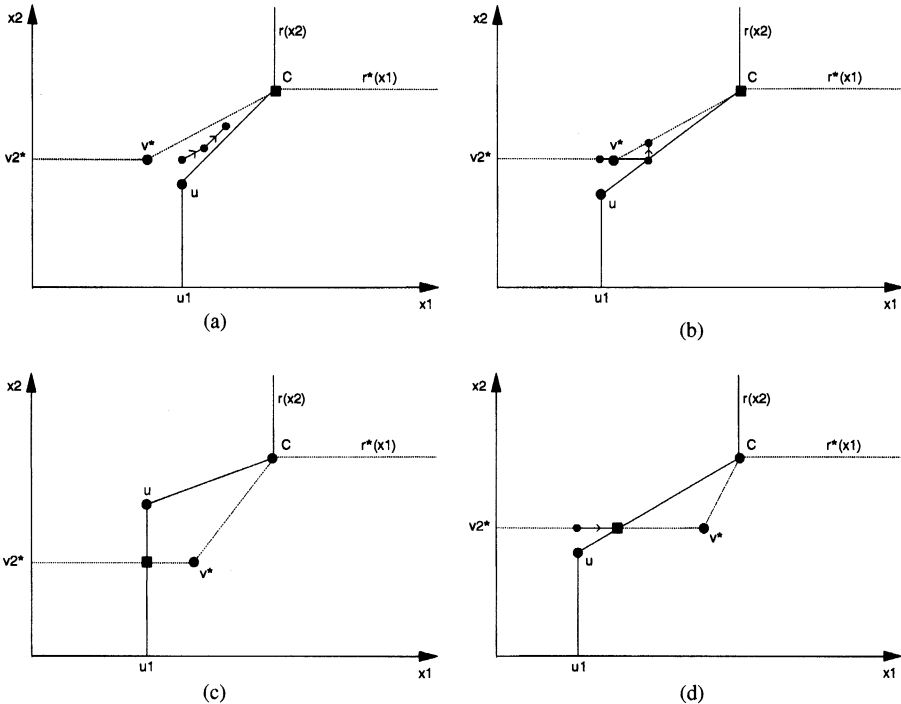 x2
r(x2)
C
r*(x1)
v*
v2*
u
u1
x1
(a)
x2
r(x2)
C
r*(x1)
v*
v2*
u
u1
x1
(b)
x2
r(x2)
C
r*(x1)
u
v2*
v*
u1
x1
(c)
x2
r(x2)
C
r*(x1)
v2*
v*
u
u1
x1
(d)